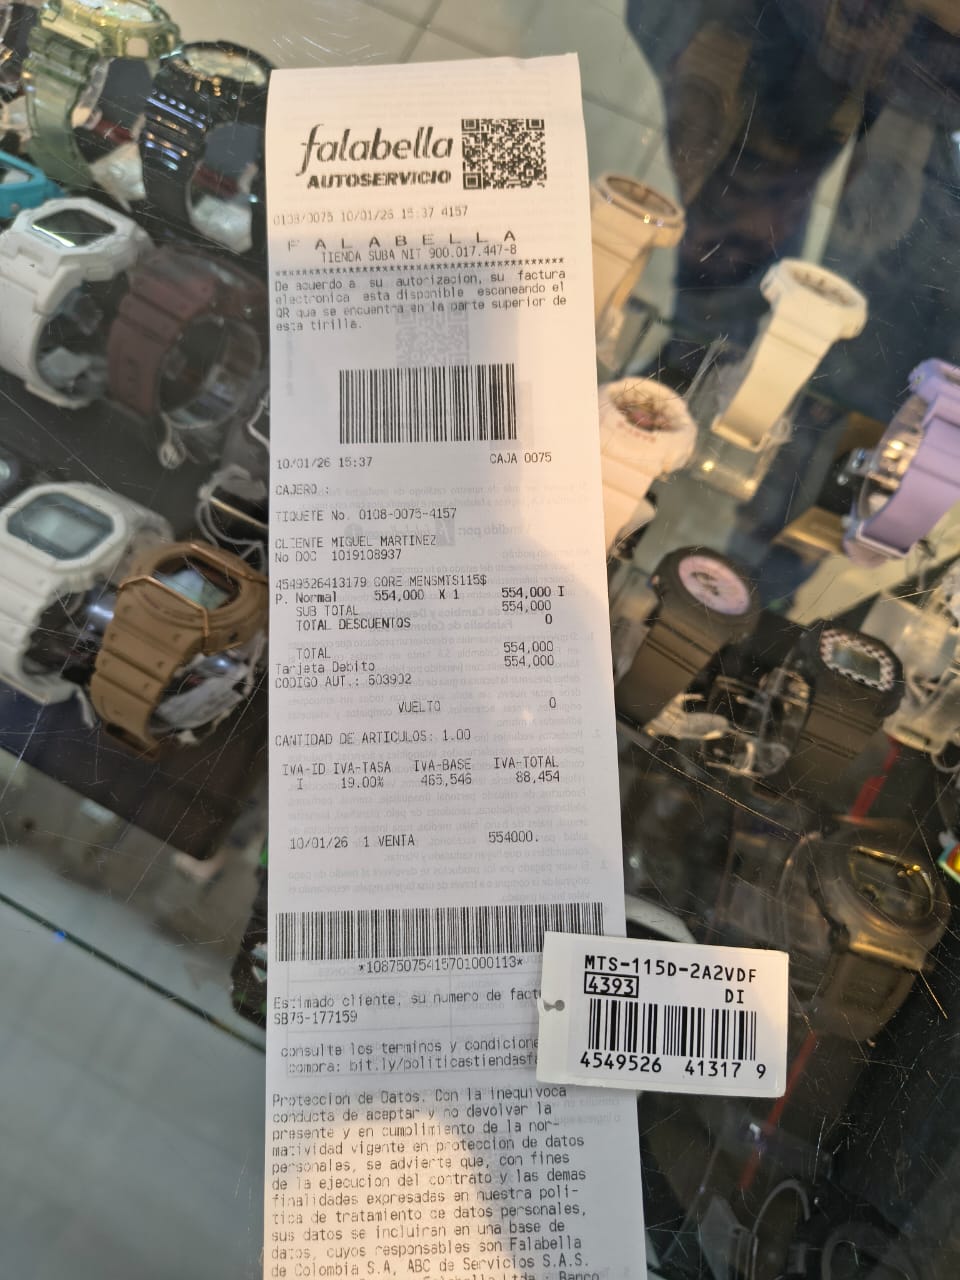 falabella
AUTOSERVICIO
0108/0075 10/01/26 15:37 4157
F A L A B E L L A
TIENDA SUBA NIT 900.017.447-8
De acuerdo a su autorizacion, su factura
electronica esta disponible escaneando el
QR que se encuentra en la parte superior de
esta tirilla.
10/01/26 15:37 CAJA 0075
CAJERO :
TIQUETE No. 0108-0075-4157
CLIENTE MIGUEL MARTINEZ
No DOC 1019108937
4549526413179 CORE MENSMTS115$
P. Normal 554,000 X 1 554,000 I
SUB TOTAL 554,000
TOTAL DESCUENTOS 0
TOTAL 554,000
Tarjeta Debito 554,000
CODIGO AUT.: 503902
VUELTO 0
CANTIDAD DE ARTICULOS: 1.00
IVA-ID IVA-TASA IVA-BASE IVA-TOTAL
I 19.00% 465,546 88,454
10/01/26 1 VENTA 554000.
*10875075415701000113*
Estimado cliente, su numero de fact
SB75-177159
consulte los terminos y condicione
compra: bit.ly/politicastiendasfa
Proteccion de Datos. Con la inequivoca
conducta de aceptar y no devolver la
presente y en cumplimiento de la nor-
matividad vigente en proteccion de datos
personales, se advierte que, con fines
de la ejecucion del contrato y las demas
finalidades expresadas en nuestra poli-
tica de tratamiento de datos personales,
sus datos se incluiran en una base de
datos, cuyos responsables son Falabella
de Colombia S.A, ABC de Servicios S.A.S.
Falabella Ltda.: Banco
MTS-115D-2A2VDF
4393 DI
4549526 41317 9